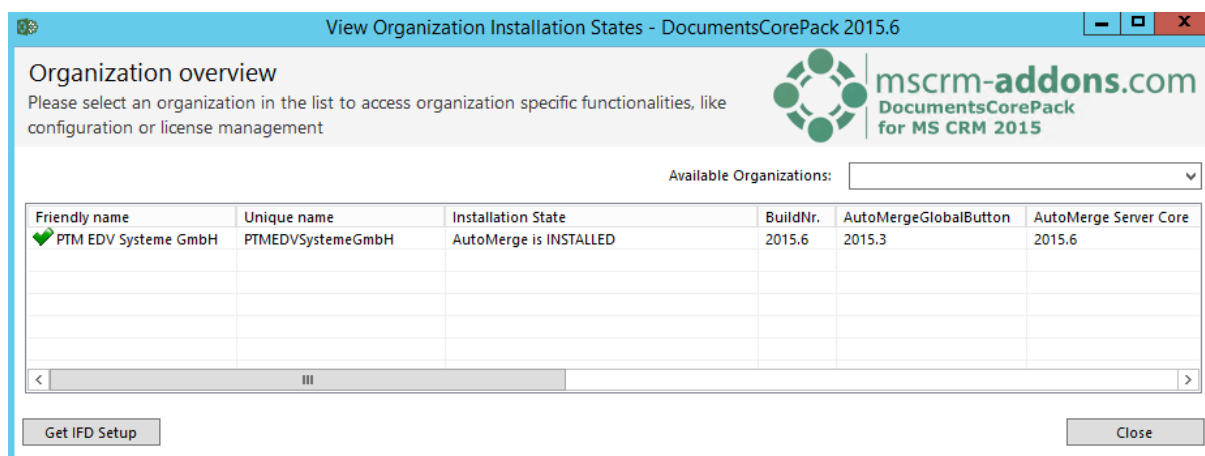 View Organization Installation States - DocumentsCorePack 2015.6
Organization overview
Please select an organization in the list to access organization specific functionalities, like
configuration or license management
mscrm-addons.com
DocumentsCorePack
for MS CRM 2015
Available Organizations:
Friendly name Unique name Installation State BuildNr. AutoMergeGlobalButton AutoMerge Server Core
PTM EDV Systeme GmbH PTMEDVSystemeGmbH AutoMerge is INSTALLED 2015.6 2015.3 2015.6
Get IFD Setup Close